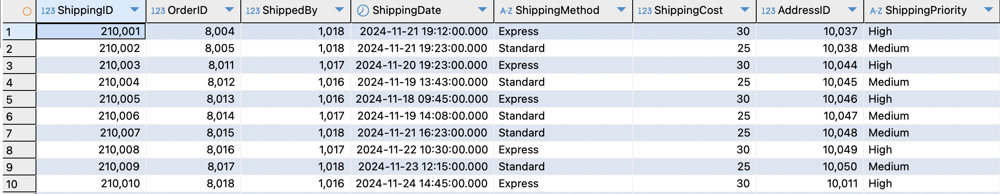 123 ShippingID 123 OrderID 123 ShippedBy ShippingDate A-Z ShippingMethod 123 ShippingCost 123 AddressID A-Z ShippingPriority
1 210,001 8,004 1,018 2024-11-21 19:12:00.000 Express 30 10,037 High
2 210,002 8,005 1,018 2024-11-21 19:23:00.000 Standard 25 10,038 Medium
3 210,003 8,011 1,017 2024-11-20 19:23:00.000 Express 30 10,044 High
4 210,004 8,012 1,016 2024-11-19 13:43:00.000 Standard 25 10,045 Medium
5 210,005 8,013 1,016 2024-11-18 09:45:00.000 Express 30 10,046 High
6 210,006 8,014 1,017 2024-11-19 14:08:00.000 Standard 25 10,047 Medium
7 210,007 8,015 1,018 2024-11-21 16:23:00.000 Standard 25 10,048 Medium
8 210,008 8,016 1,017 2024-11-22 10:30:00.000 Express 30 10,049 High
9 210,009 8,017 1,018 2024-11-23 12:15:00.000 Standard 25 10,050 Medium
10 210,010 8,018 1,016 2024-11-24 14:45:00.000 Express 30 10,011 High